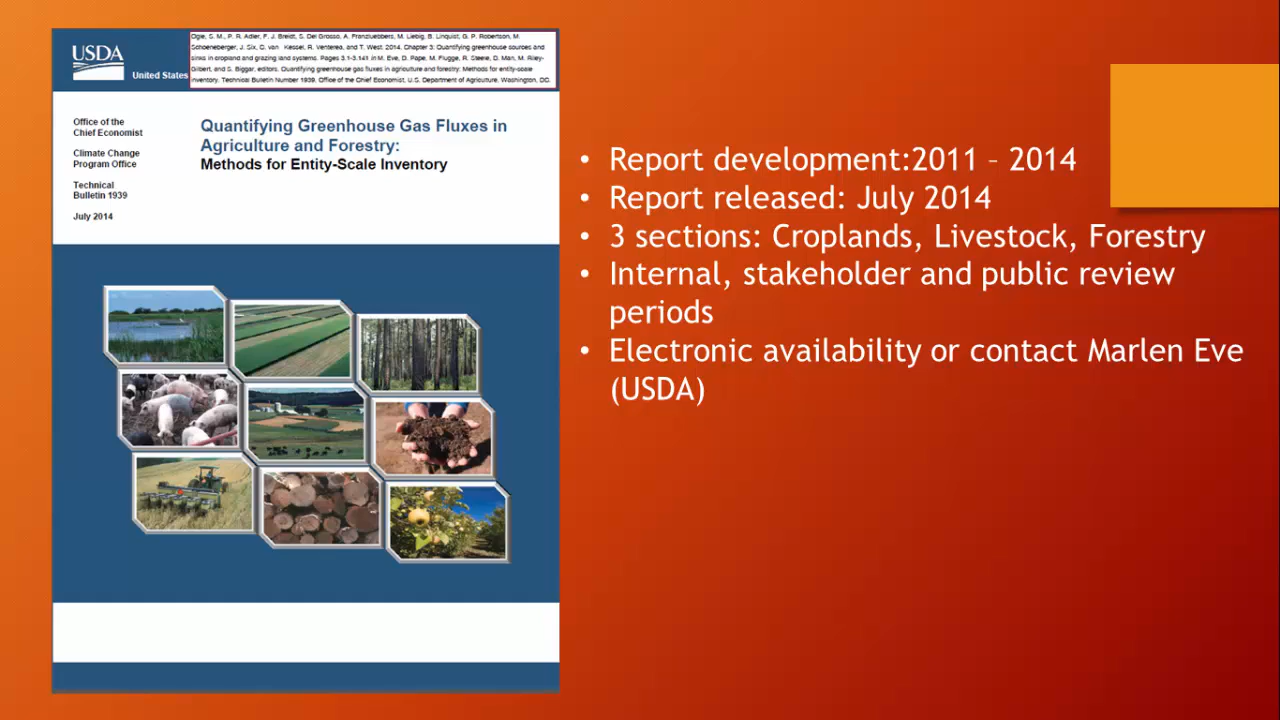 USDA
United States
Ogle, S. M., P. R. Adler, F. J. Breidt, S. Del Grosso, A. Franzluebbers, M. Liebig, B. Linquist, G. P. Robertson, M.
Schoeneberger, J. Six, C. van Kessel, R. Venterea, and T. West. 2014. Chapter 3: Quantifying greenhouse sources and
sinks in cropland and grazing land systems. Pages 3.1-3.141 in M. Eve, D. Pape, M. Flugge, R. Steele, D. Man, M. Riley-
Gilbert, and S. Biggar, editors. Quantifying greenhouse gas fluxes in agriculture and forestry: Methods for entity-scale
inventory. Technical Bulletin Number 1939. Office of the Chief Economist, U.S. Department of Agriculture, Washington, DC.
Office of the
Chief Economist
Climate Change
Program Office
Technical
Bulletin 1939
July 2014
Quantifying Greenhouse Gas Fluxes in
Agriculture and Forestry:
Methods for Entity-Scale Inventory
• Report development:2011 – 2014
• Report released: July 2014
• 3 sections: Croplands, Livestock, Forestry
• Internal, stakeholder and public review
periods
• Electronic availability or contact Marlen Eve
(USDA)